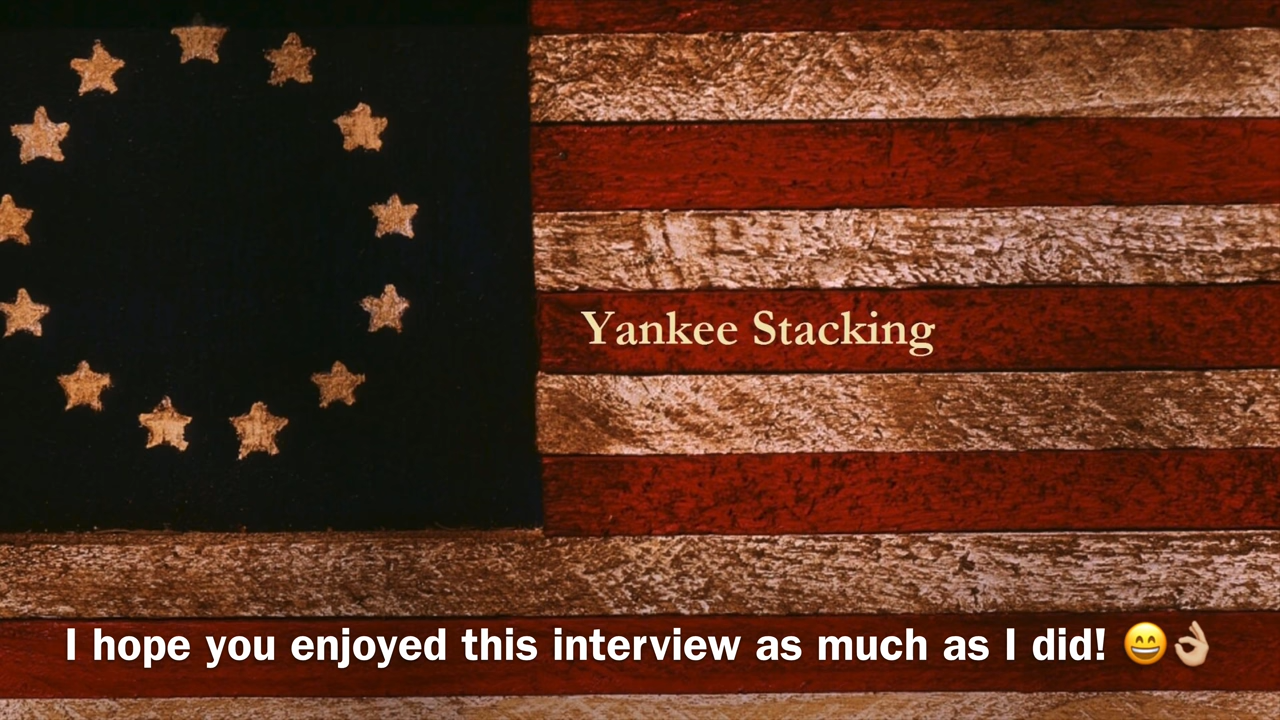 Yankee Stacking
I hope you enjoyed this interview as much as I did! 😄👌🏼